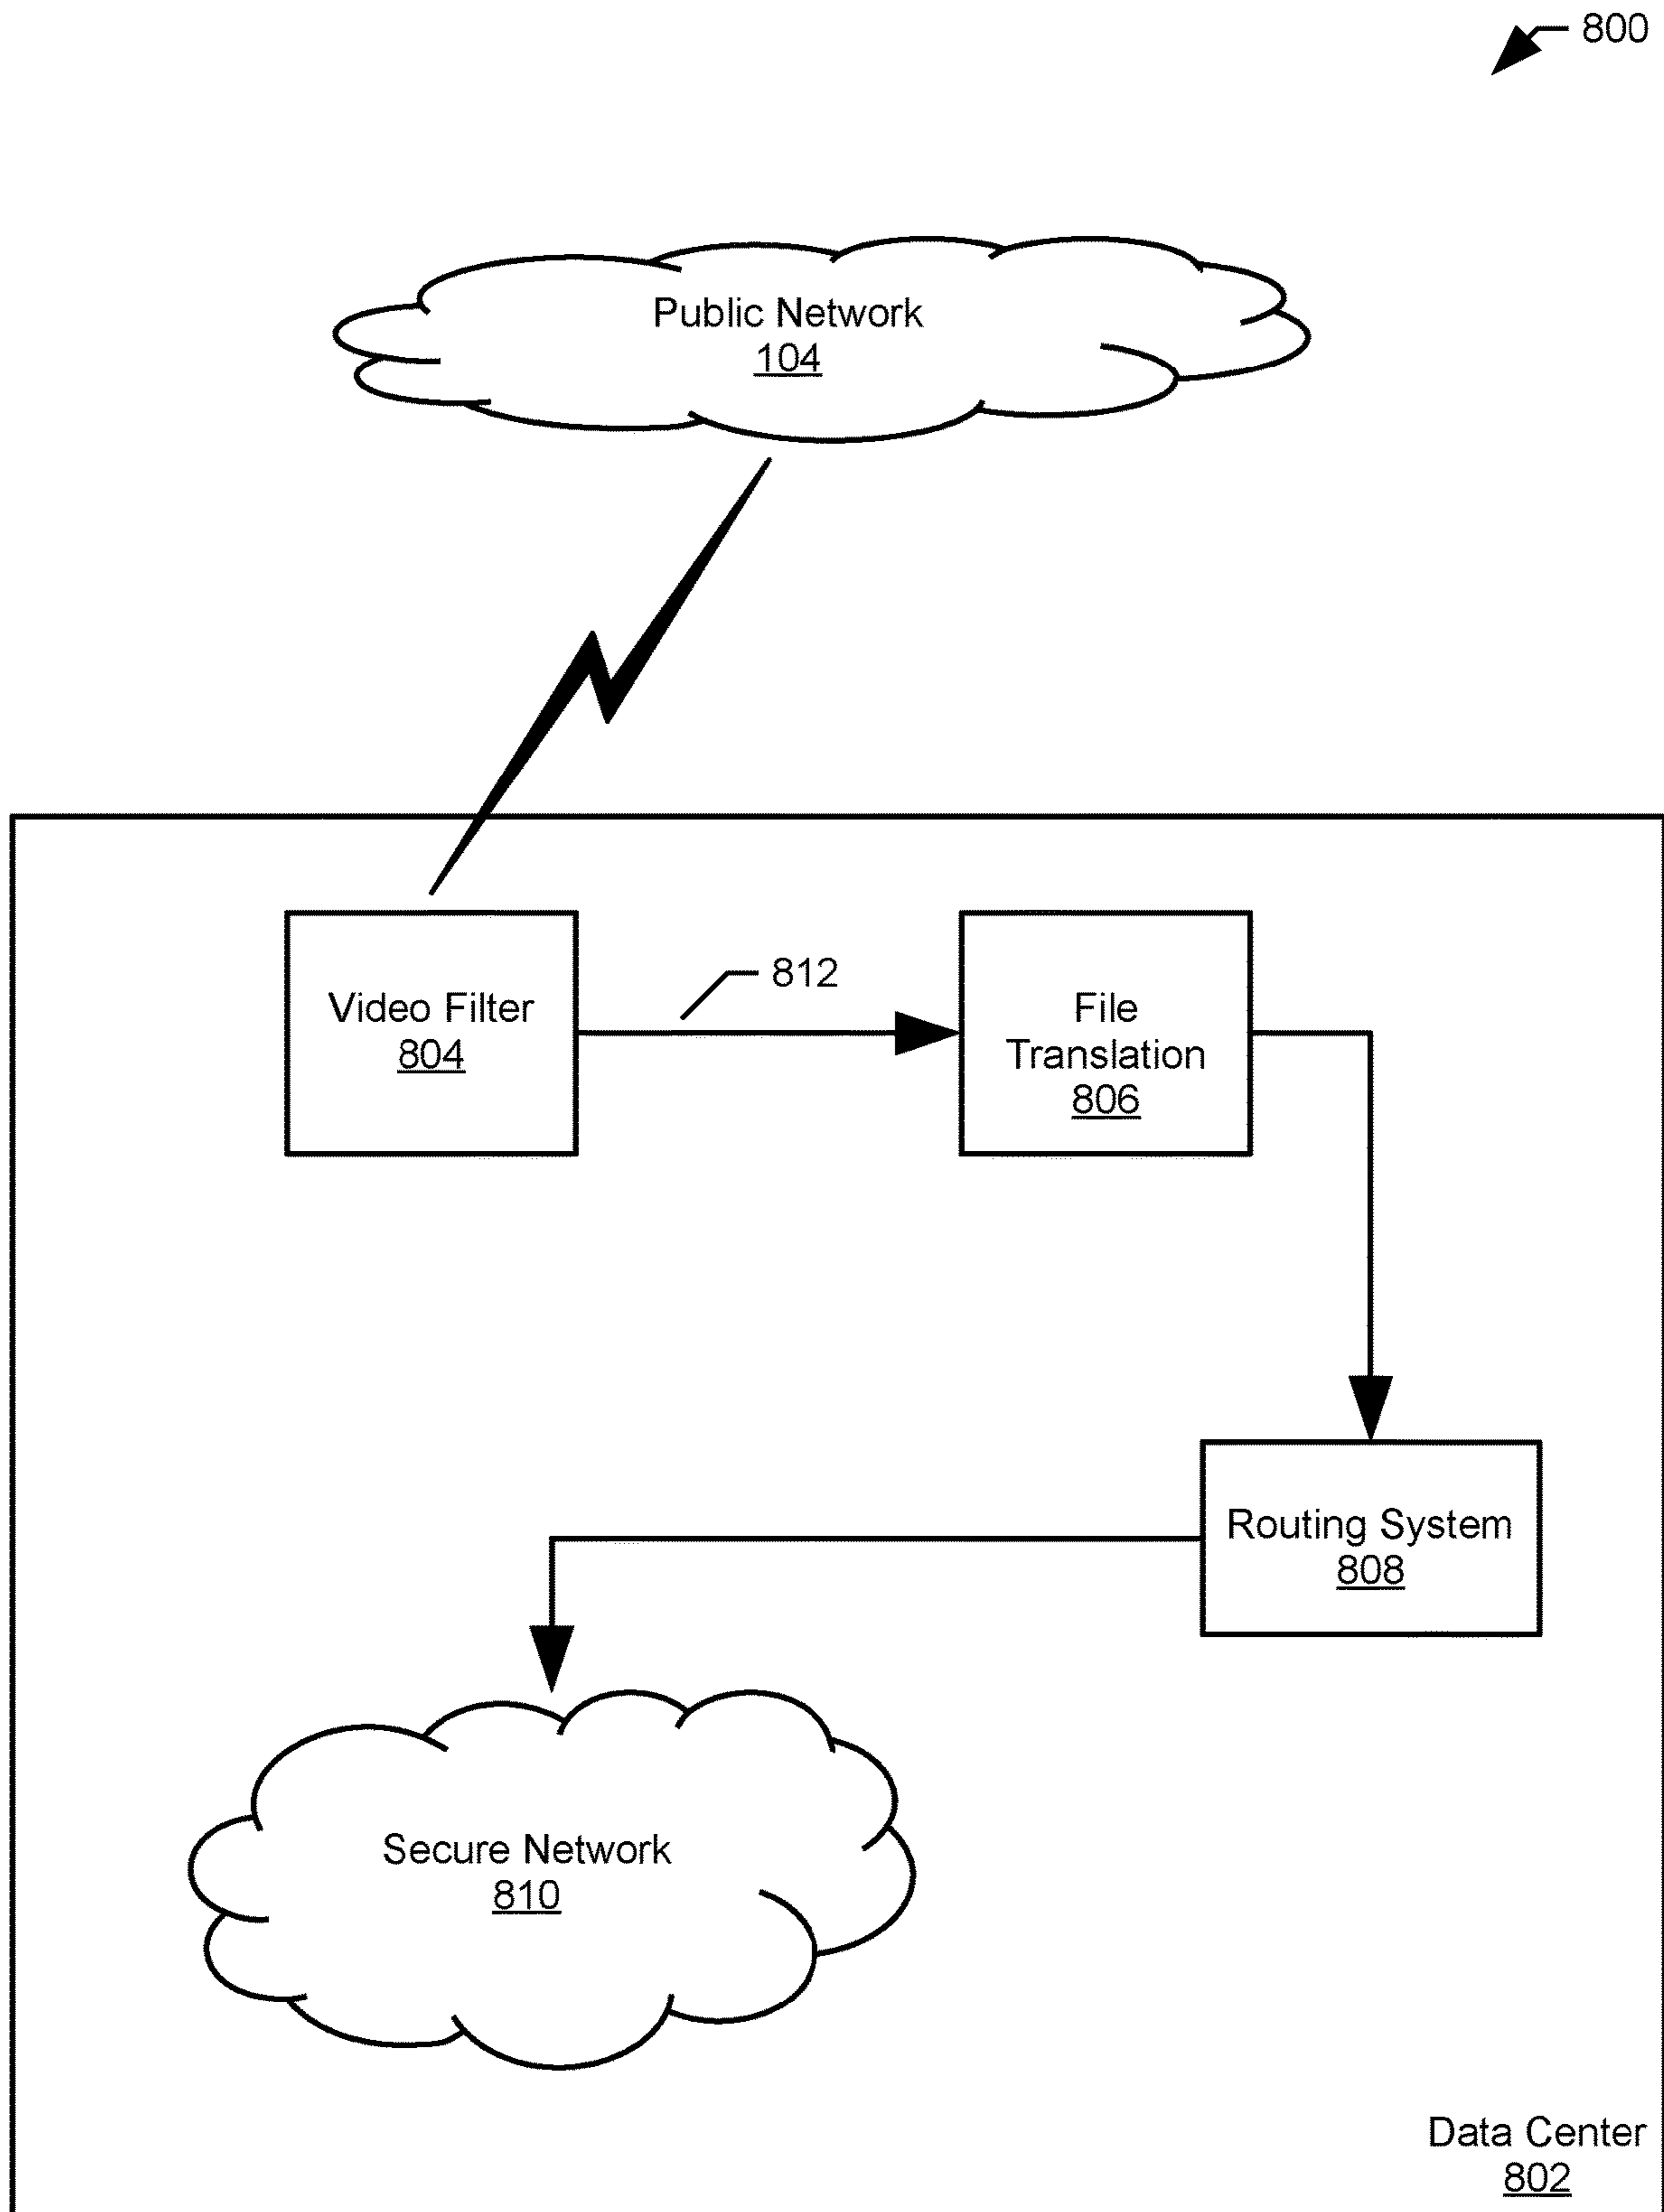 800
Public Network
104
812
Video Filter
804
File
Translation
806
Routing System
808
Secure Network
810
Data Center
802